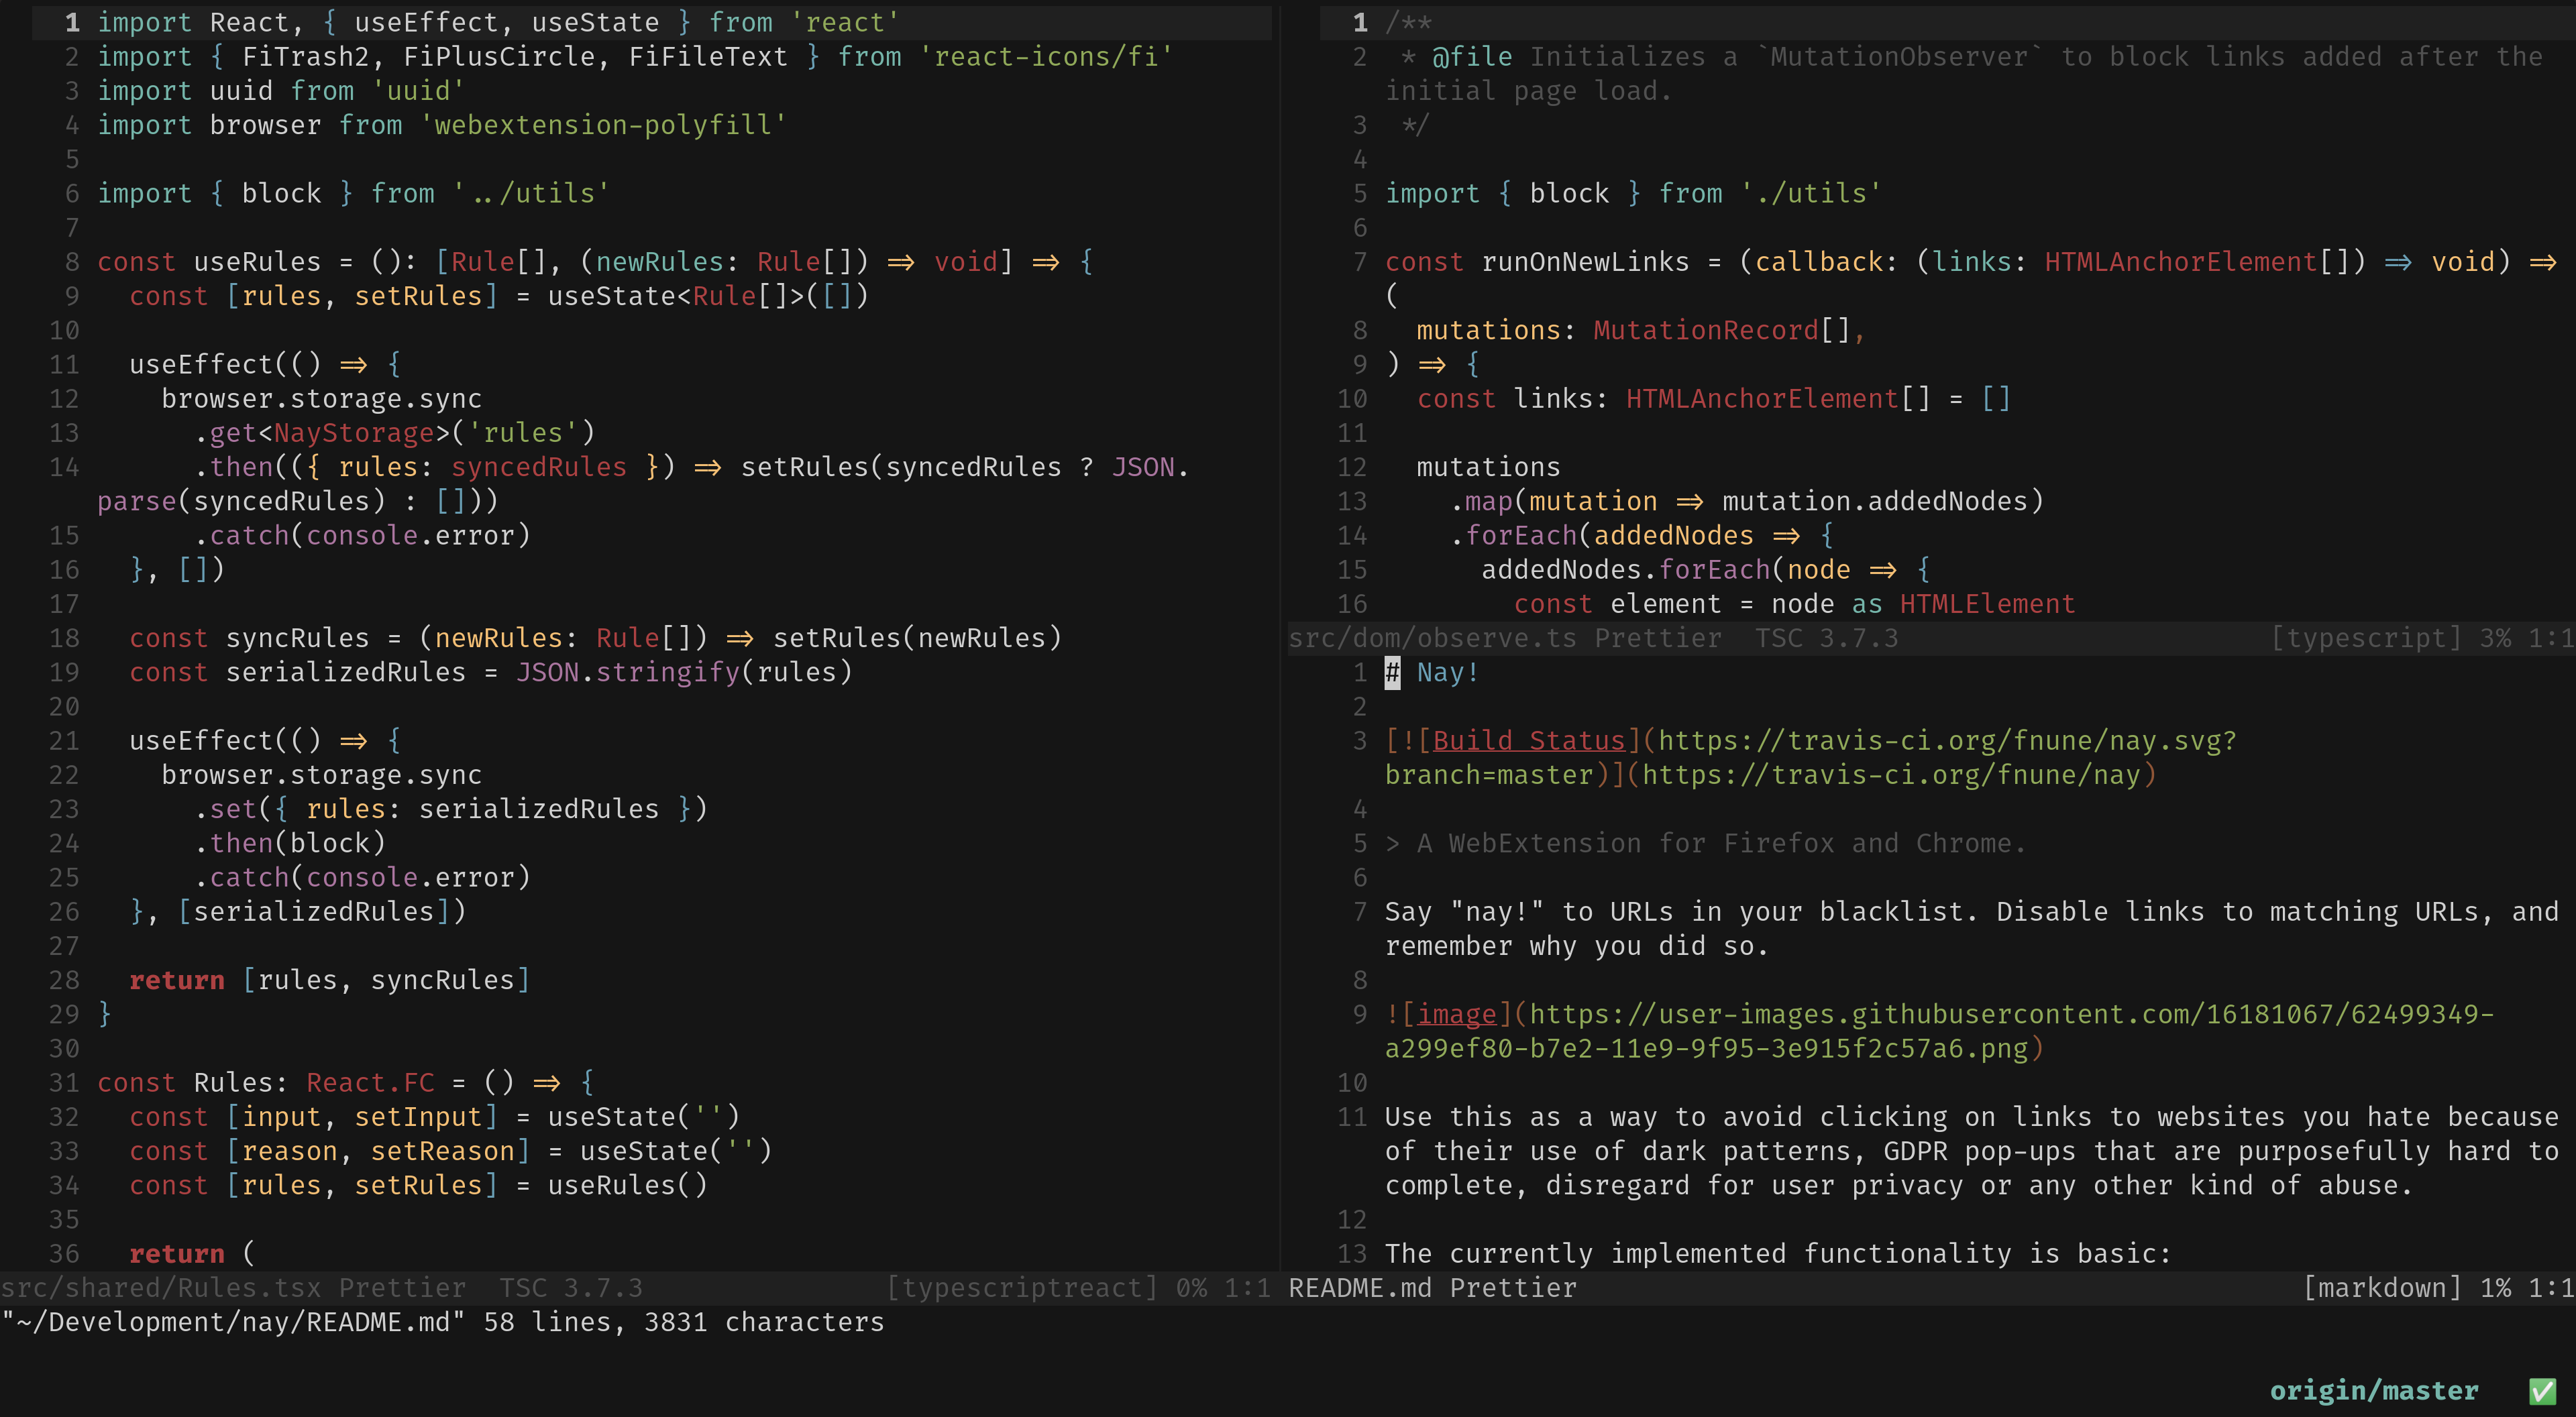 1 import React, { useEffect, useState } from 'react'
2 import { FiTrash2, FiPlusCircle, FiFileText } from 'react-icons/fi'
3 import uuid from 'uuid'
4 import browser from 'webextension-polyfill'
5
6 import { block } from '../utils'
7
8 const useRules = (): [Rule[], (newRules: Rule[]) => void] => {
9   const [rules, setRules] = useState<Rule[]>([])
10
11   useEffect(() => {
12     browser.storage.sync
13       .get<NayStorage>('rules')
14       .then(({ rules: syncedRules }) => setRules(syncedRules ? JSON.
parse(syncedRules) : []))
15       .catch(console.error)
16   }, [])
17
18   const syncRules = (newRules: Rule[]) => setRules(newRules)
19   const serializedRules = JSON.stringify(rules)
20
21   useEffect(() => {
22     browser.storage.sync
23       .set({ rules: serializedRules })
24       .then(block)
25       .catch(console.error)
26   }, [serializedRules])
27
28   return [rules, syncRules]
29 }
30
31 const Rules: React.FC = () => {
32   const [input, setInput] = useState('')
33   const [reason, setReason] = useState('')
34   const [rules, setRules] = useRules()
35
36   return (
src/shared/Rules.tsx Prettier  TSC 3.7.3 [typescriptreact] 0% 1:1
1 /**
2  * @file Initializes a `MutationObserver` to block links added after the
initial page load.
3  */
4
5 import { block } from './utils'
6
7 const runOnNewLinks = (callback: (links: HTMLAnchorElement[]) => void) =>
(
8   mutations: MutationRecord[],
9 ) => {
10   const links: HTMLAnchorElement[] = []
11
12   mutations
13     .map(mutation => mutation.addedNodes)
14     .forEach(addedNodes => {
15       addedNodes.forEach(node => {
16         const element = node as HTMLElement
src/dom/observe.ts Prettier  TSC 3.7.3 [typescript] 3% 1:1
1 # Nay!
2
3 [![Build Status](https://travis-ci.org/fnune/nay.svg?
branch=master)](https://travis-ci.org/fnune/nay)
4
5 > A WebExtension for Firefox and Chrome.
6
7 Say "nay!" to URLs in your blacklist. Disable links to matching URLs, and
remember why you did so.
8
9 ![image](https://user-images.githubusercontent.com/16181067/62499349-
a299ef80-b7e2-11e9-9f95-3e915f2c57a6.png)
10
11 Use this as a way to avoid clicking on links to websites you hate because
of their use of dark patterns, GDPR pop-ups that are purposefully hard to
complete, disregard for user privacy or any other kind of abuse.
12
13 The currently implemented functionality is basic:
README.md Prettier [markdown] 1% 1:1
"~/Development/nay/README.md" 58 lines, 3831 characters
origin/master ✅